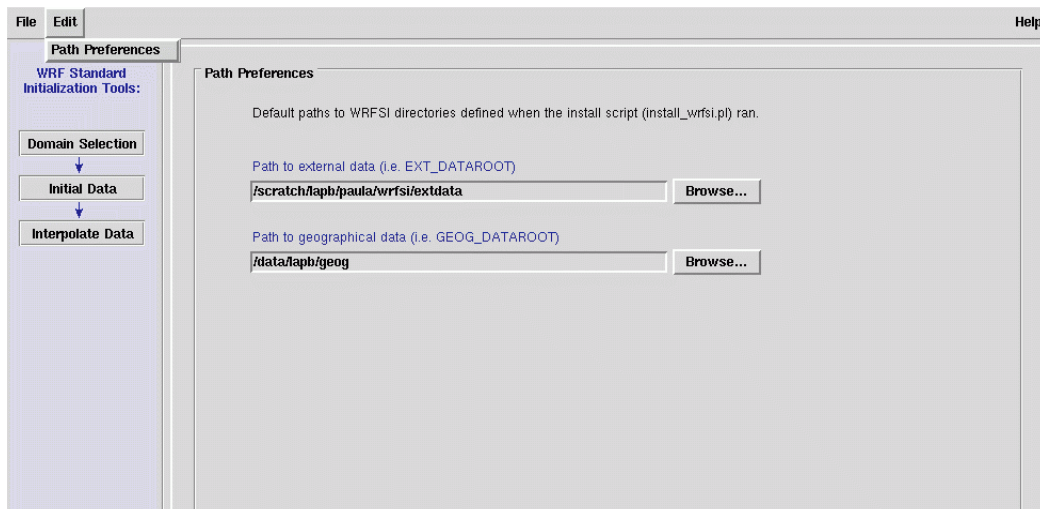 File Edit Help
Path Preferences
WRF Standard
Initialization Tools:
Domain Selection
Initial Data
Interpolate Data
Path Preferences
Default paths to WRFSI directories defined when the install script (install_wrfsi.pl) ran.
Path to external data (i.e. EXT_DATAROOT)
/scratch/lapb/paula/wrfsi/extdata Browse...
Path to geographical data (i.e. GEOG_DATAROOT)
/data/lapb/geog Browse...